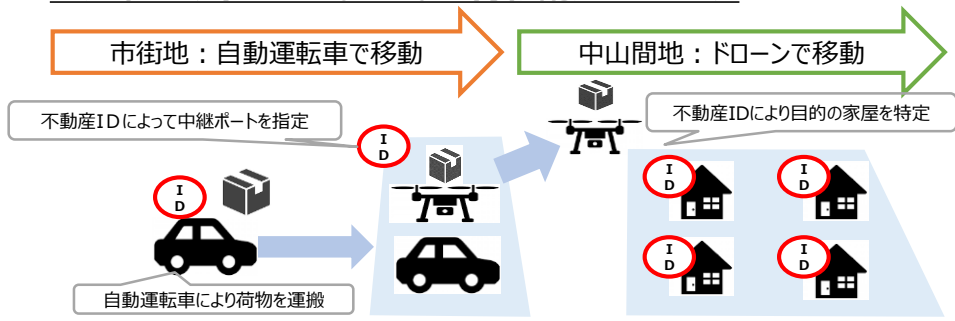 市街地：自動運転車で移動
中山間地：ドローンで移動
不動産IDによって中継ポートを指定
不動産IDにより目的の家屋を特定
ID
ID
ID
ID
ID
ID
自動運転車により荷物を運搬